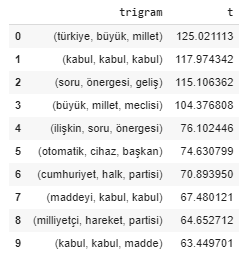 trigram t
0 (türkiye, büyük, millet) 125.021113
1 (kabul, kabul, kabul) 117.974342
2 (soru, önergesi, geliş) 115.106362
3 (büyük, millet, meclisi) 104.376808
4 (ilişkin, soru, önergesi) 76.102446
5 (otomatik, cihaz, başkan) 74.630799
6 (cumhuriyet, halk, partisi) 70.893950
7 (maddeyi, kabul, kabul) 67.480121
8 (milliyetçi, hareket, partisi) 64.652712
9 (kabul, kabul, madde) 63.449701